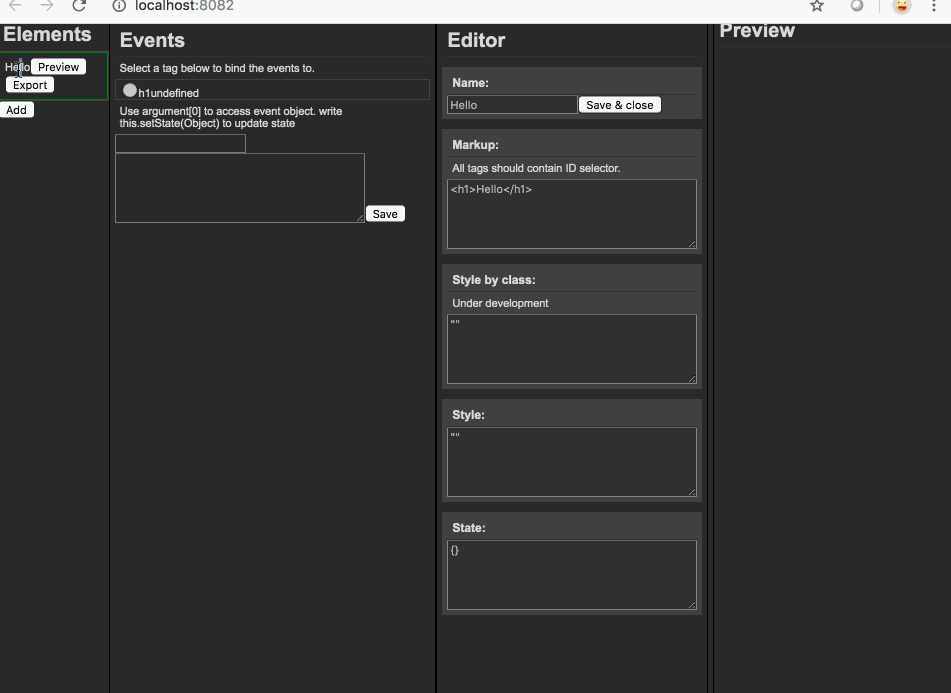 localhost:8082
Elements
Hello Preview
Export
Add
Events
Select a tag below to bind the events to.
h1undefined
Use argument[0] to access event object. write
this.setState(Object) to update state
Save
Editor
Name:
Hello Save & close
Markup:
All tags should contain ID selector.
<h1>Hello</h1>
Style by class:
Under development
""
Style:
""
State:
{}
Preview